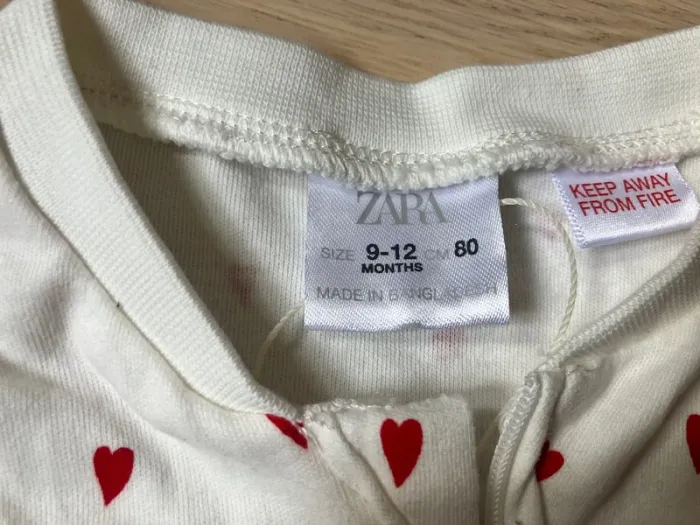 ZARA
SIZE 9-12 CM 80
MONTHS
MADE IN BANGLADESH
KEEP AWAY
FROM FIRE